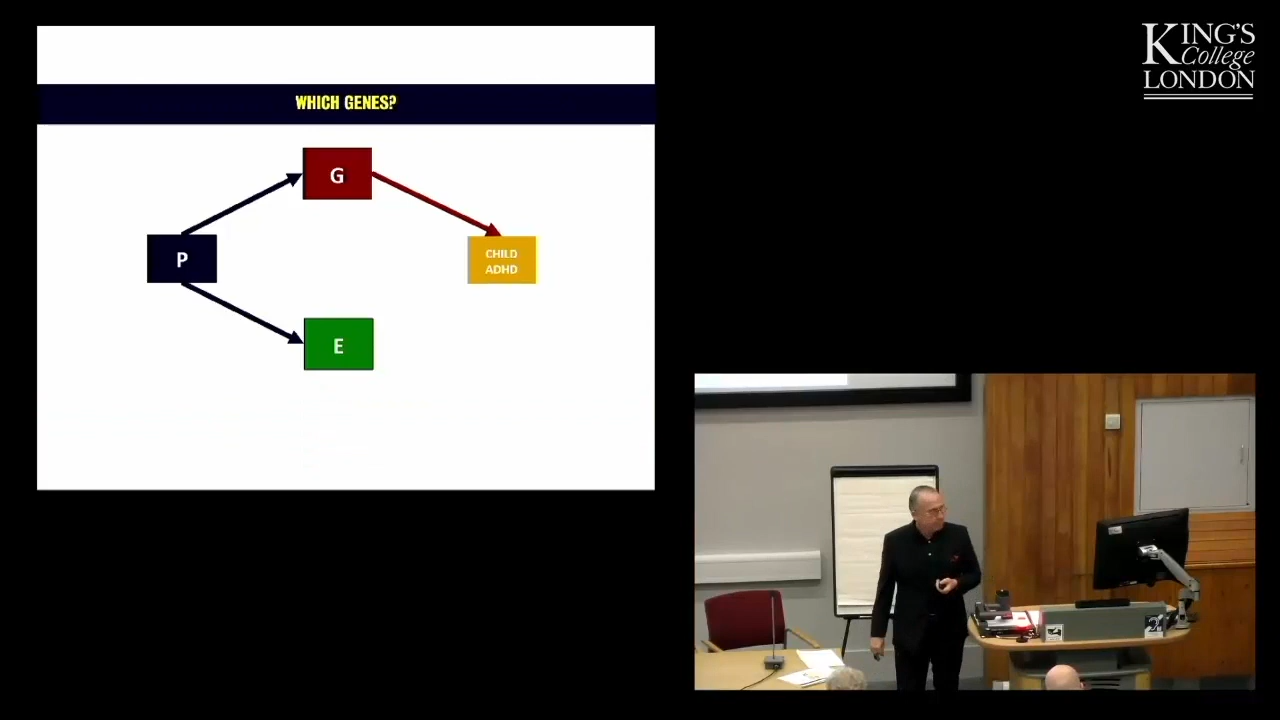 WHICH GENES?
G
P
CHILD
ADHD
E
KING'S
College
LONDON